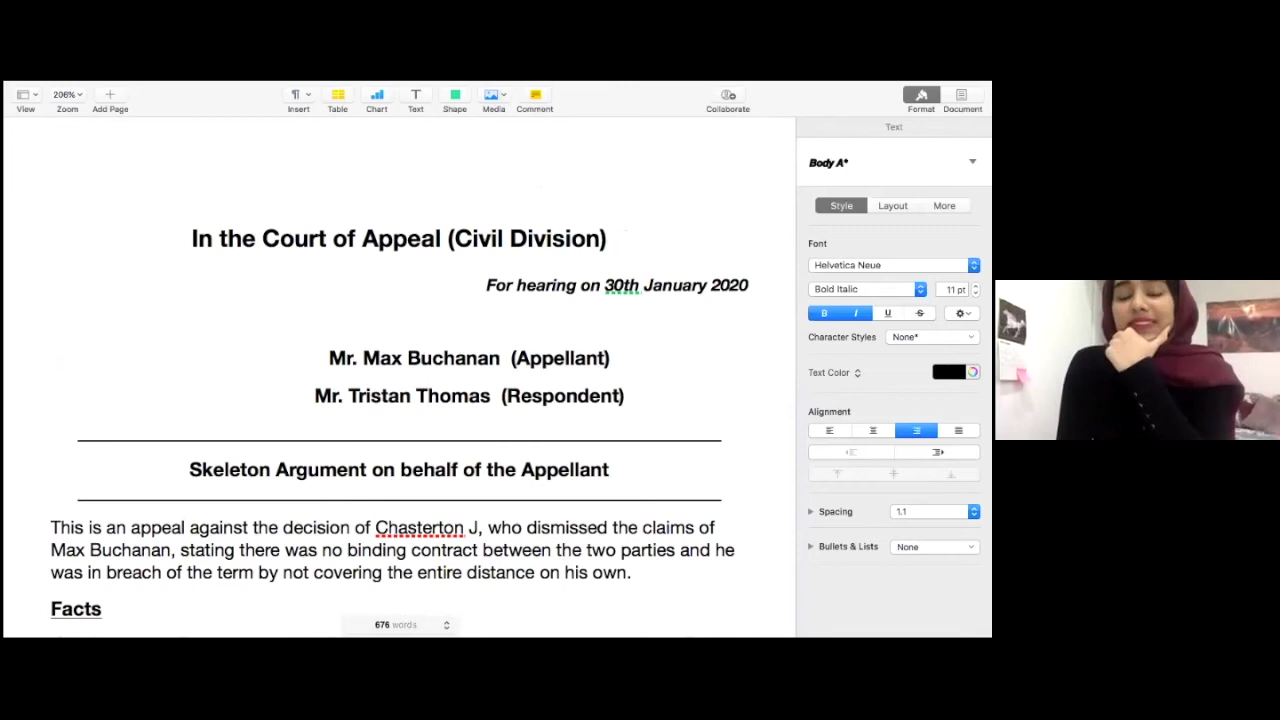 206%
View
Zoom
Add Page
Insert
Table
Chart
T
Text
Shape
Media
Comment
Collaborate
Format
Document
Text
In the Court of Appeal (Civil Division)
For hearing on 30th January 2020
Mr. Max Buchanan (Appellant)
Mr. Tristan Thomas (Respondent)
Skeleton Argument on behalf of the Appellant
This is an appeal against the decision of Chasterton J, who dismissed the claims of
Max Buchanan, stating there was no binding contract between the two parties and he
was in breach of the term by not covering the entire distance on his own.
Facts
676 words
Body A*
Style Layout More
Font
Helvetica Neue
Bold Italic 11 pt
B I U S
Character Styles None*
Text Color
Alignment
Spacing 1.1
Bullets & Lists None